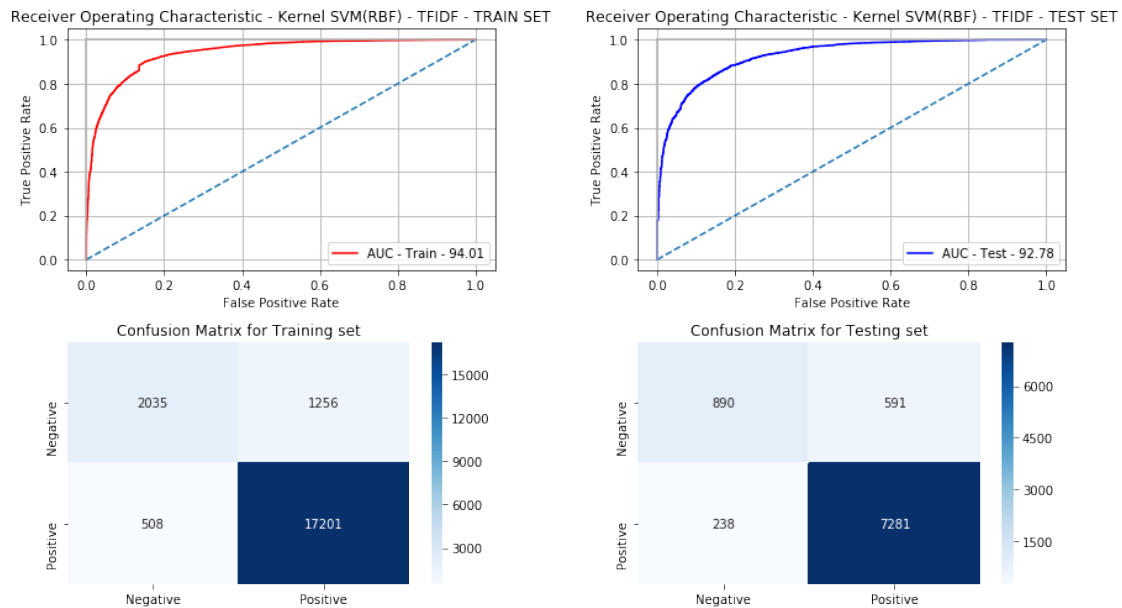 Receiver Operating Characteristic - Kernel SVM(RBF) - TFIDF - TRAIN SET
1.0
0.8
0.6
0.4
0.2
0.0
True Positive Rate
AUC - Train - 94.01
0.0 0.2 0.4 0.6 0.8 1.0
False Positive Rate
Receiver Operating Characteristic - Kernel SVM(RBF) - TFIDF - TEST SET
1.0
0.8
0.6
0.4
0.2
0.0
True Positive Rate
AUC - Test - 92.78
0.0 0.2 0.4 0.6 0.8 1.0
False Positive Rate
Confusion Matrix for Training set
Negative
2035 1256
Positive
508 17201
Negative Positive
15000
12000
9000
6000
3000
Confusion Matrix for Testing set
Negative
890 591
Positive
238 7281
Negative Positive
6000
4500
3000
1500